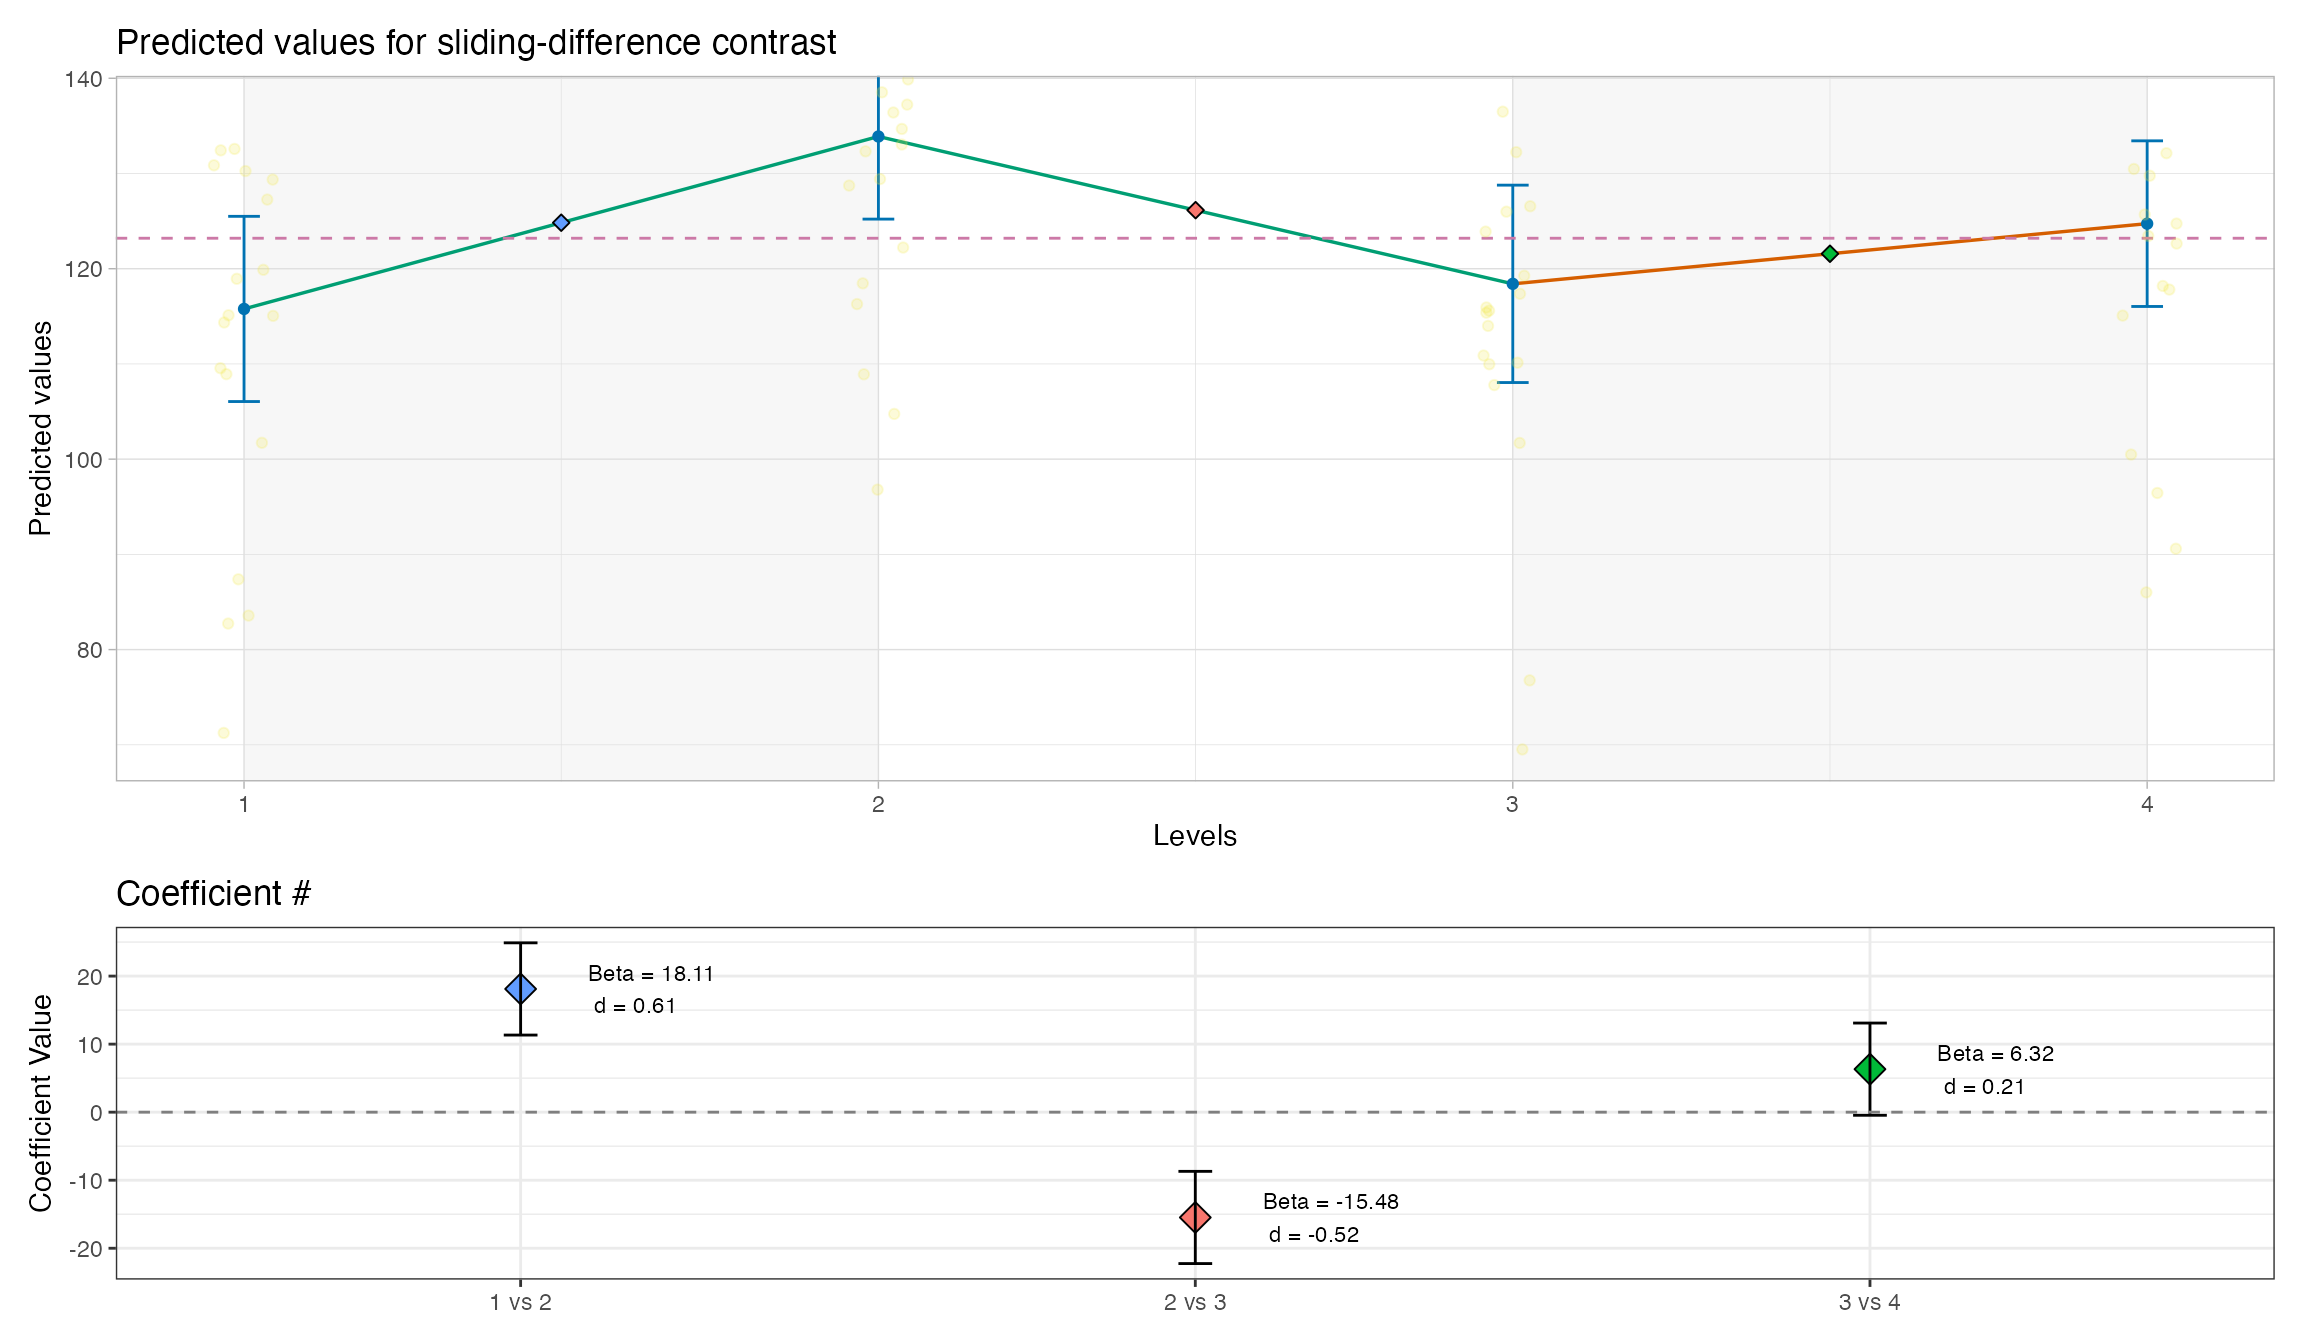 Predicted values for sliding-difference contrast
140
120
100
80
Predicted values
1 2 3 4
Levels
Coefficient #
20
10
0
-10
-20
Coefficient Value
Beta = 18.11
d = 0.61
Beta = 6.32
d = 0.21
Beta = -15.48
d = -0.52
1 vs 2 2 vs 3 3 vs 4